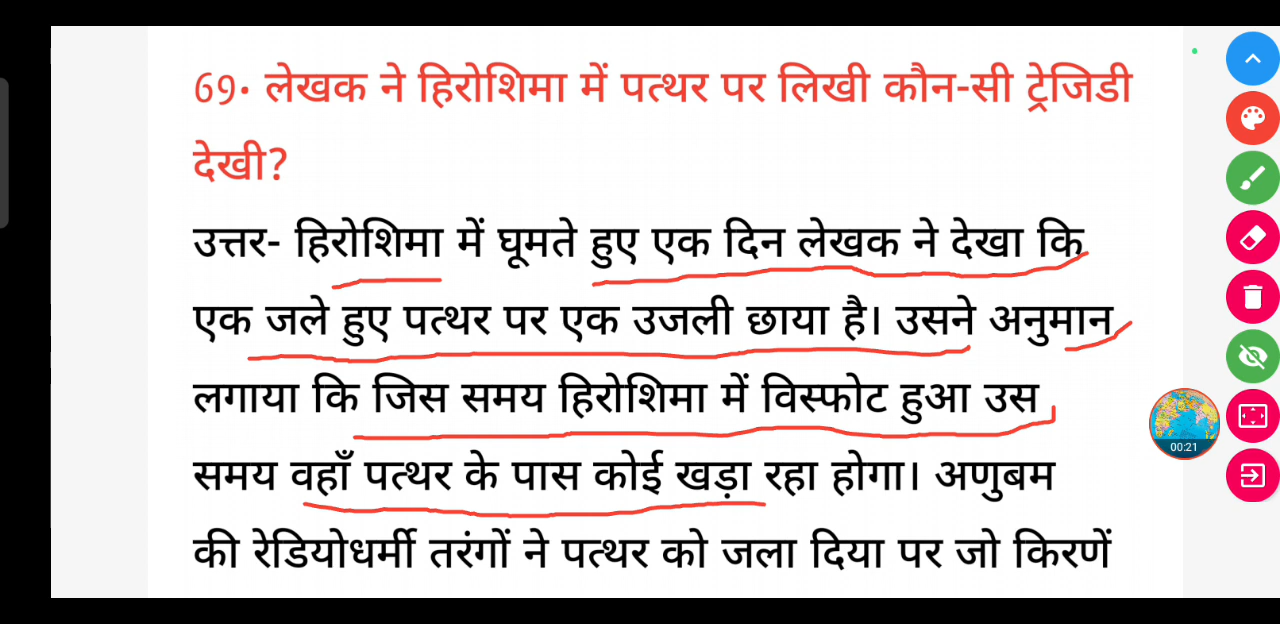 69• लेखक ने हिरोशिमा में पत्थर पर लिखी कौन-सी ट्रेजिडी
देखी?
उत्तर- हिरोशिमा में घूमते हुए एक दिन लेखक ने देखा कि
एक जले हुए पत्थर पर एक उजली छाया है। उसने अनुमान
लगाया कि जिस समय हिरोशिमा में विस्फोट हुआ उस
समय वहाँ पत्थर के पास कोई खड़ा रहा होगा। अणुबम
की रेडियोधर्मी तरंगों ने पत्थर को जला दिया पर जो किरणें
00:21